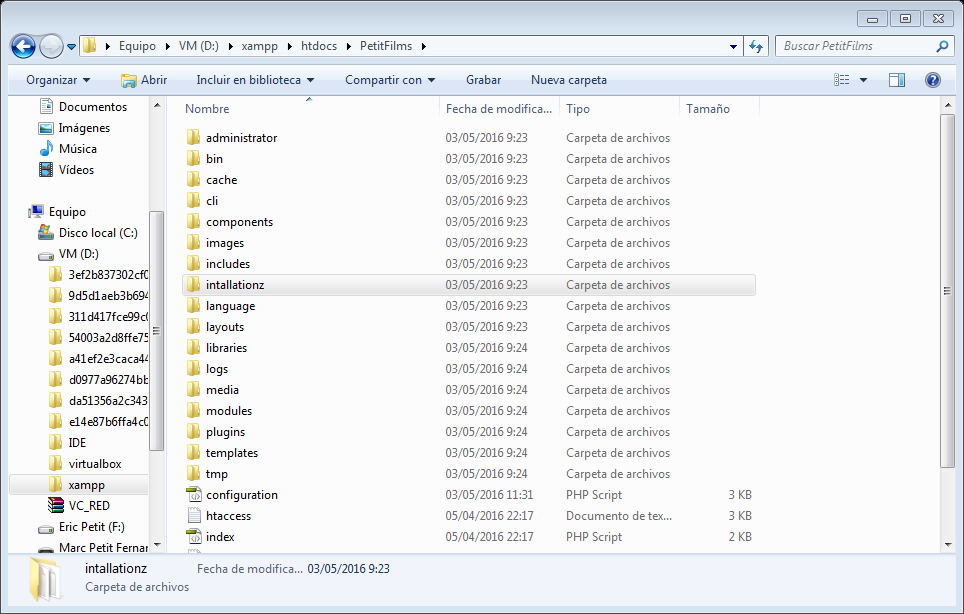 Equipo VM (D:) xampp htdocs PetitFilms
Buscar PetitFilms
Organizar Abrir Incluir en biblioteca Compartir con Grabar Nueva carpeta
Documentos
Imágenes
Música
Vídeos
Equipo
Disco local (C:)
VM (D:)
3ef2b837302cf0
9d5d1aeb3b694
311d417fce99c0
54003a2d8ffe75
a41ef2e3caca44
d0977a96274bb
da51356a2c343
e14e87b6ffa4c0
IDE
virtualbox
xampp
VC_RED
Eric Petit (F:)
Marc Petit Fernar
Nombre Fecha de modifica... Tipo Tamaño
administrator 03/05/2016 9:23 Carpeta de archivos
bin 03/05/2016 9:23 Carpeta de archivos
cache 03/05/2016 9:23 Carpeta de archivos
cli 03/05/2016 9:23 Carpeta de archivos
components 03/05/2016 9:23 Carpeta de archivos
images 03/05/2016 9:23 Carpeta de archivos
includes 03/05/2016 9:23 Carpeta de archivos
intallationz 03/05/2016 9:23 Carpeta de archivos
language 03/05/2016 9:23 Carpeta de archivos
layouts 03/05/2016 9:23 Carpeta de archivos
libraries 03/05/2016 9:24 Carpeta de archivos
logs 03/05/2016 9:24 Carpeta de archivos
media 03/05/2016 9:24 Carpeta de archivos
modules 03/05/2016 9:24 Carpeta de archivos
plugins 03/05/2016 9:24 Carpeta de archivos
templates 03/05/2016 9:24 Carpeta de archivos
tmp 03/05/2016 9:24 Carpeta de archivos
configuration 03/05/2016 11:31 PHP Script 3 KB
htaccess 05/04/2016 22:17 Documento de tex... 3 KB
index 05/04/2016 22:17 PHP Script 2 KB
intallationz Fecha de modifica... 03/05/2016 9:23
Carpeta de archivos